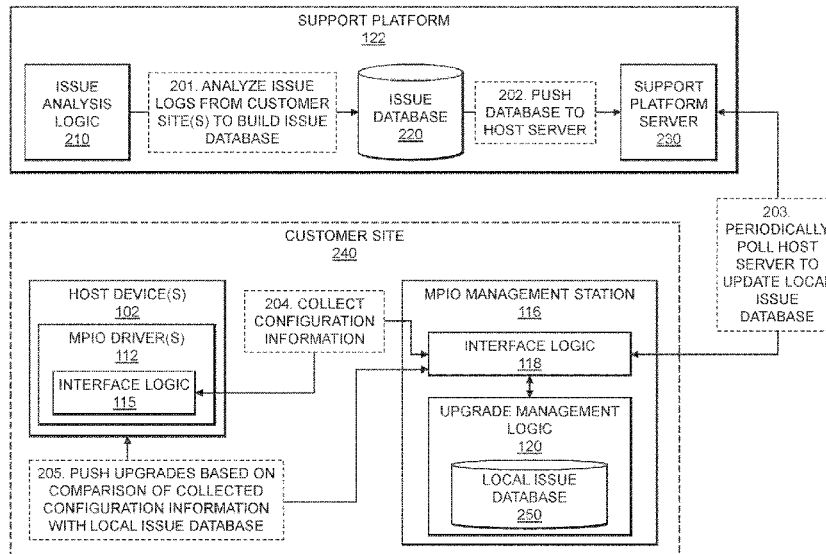 SUPPORT PLATFORM
122
ISSUE
ANALYSIS
LOGIC
210
201. ANALYZE ISSUE
LOGS FROM CUSTOMER
SITE(S) TO BUILD ISSUE
DATABASE
ISSUE
DATABASE
220
202. PUSH
DATABASE TO
HOST SERVER
SUPPORT
PLATFORM
SERVER
230
203.
PERIODICALLY
POLL HOST
SERVER TO
UPDATE LOCAL
ISSUE
DATABASE
CUSTOMER SITE
240
HOST DEVICE(S)
102
MPIO DRIVER(S)
112
INTERFACE LOGIC
115
204. COLLECT
CONFIGURATION
INFORMATION
MPIO MANAGEMENT STATION
116
INTERFACE LOGIC
118
UPGRADE MANAGEMENT
LOGIC
120
LOCAL ISSUE
DATABASE
250
205. PUSH UPGRADES BASED ON
COMPARISON OF COLLECTED
CONFIGURATION INFORMATION
WITH LOCAL ISSUE DATABASE